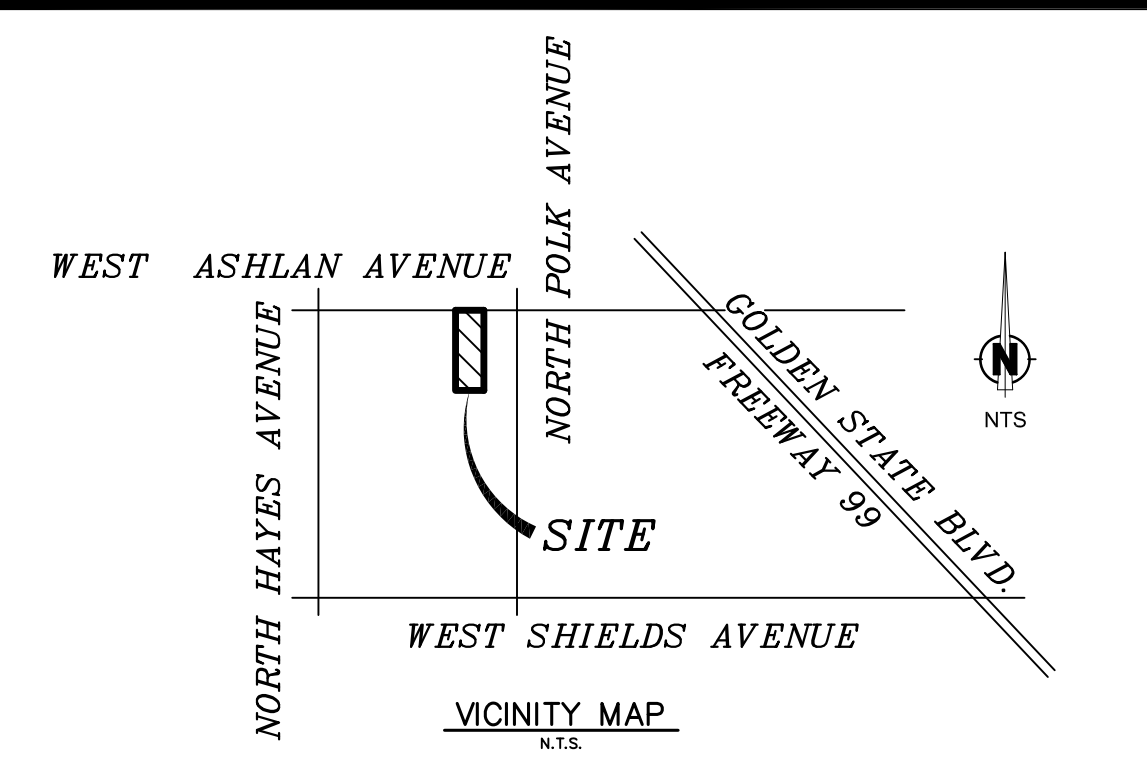 NORTH POLK AVENUE
WEST ASHLAN AVENUE
NORTH HAYES AVENUE
GOLDEN STATE BLVD.
FREEWAY 99
N
NTS
SITE
WEST SHIELDS AVENUE
VICINITY MAP
N.T.S.